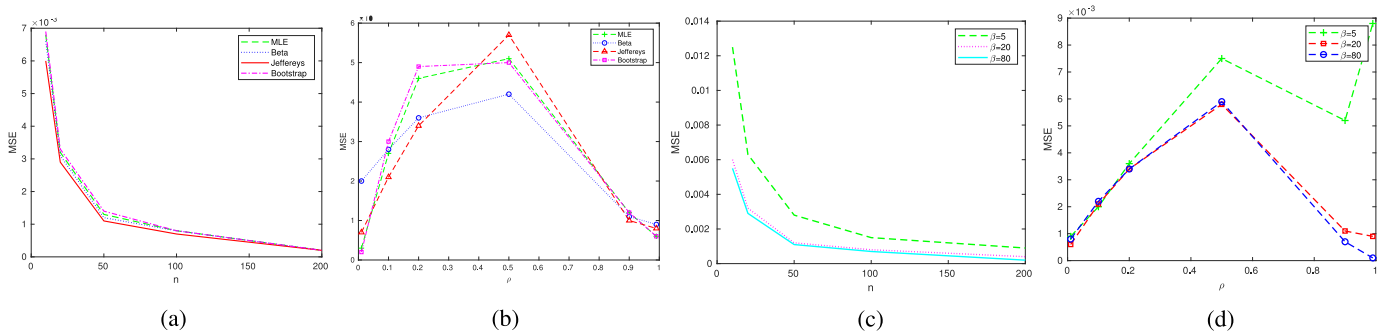 7 ×10⁻³
6
5
4
3
2
1
0
MSE
0 50 100 150 200
n
MLE
Beta
Jeffereys
Bootstrap
(a)
6
5
4
3
2
1
0
MSE
0 0.1 0.2 0.3 0.4 0.5 0.6 0.7 0.8 0.9 1
ρ
MLE
Beta
Jeffereys
Bootstrap
(b)
0.014
0.012
0.01
0.008
0.006
0.004
0.002
0.000
MSE
0 50 100 150 200
n
β=5
β=20
β=80
(c)
9 ×10⁻³
8
7
6
5
4
3
2
1
0
MSE
0 0.2 0.4 0.6 0.8 1
ρ
β=5
β=20
β=80
(d)